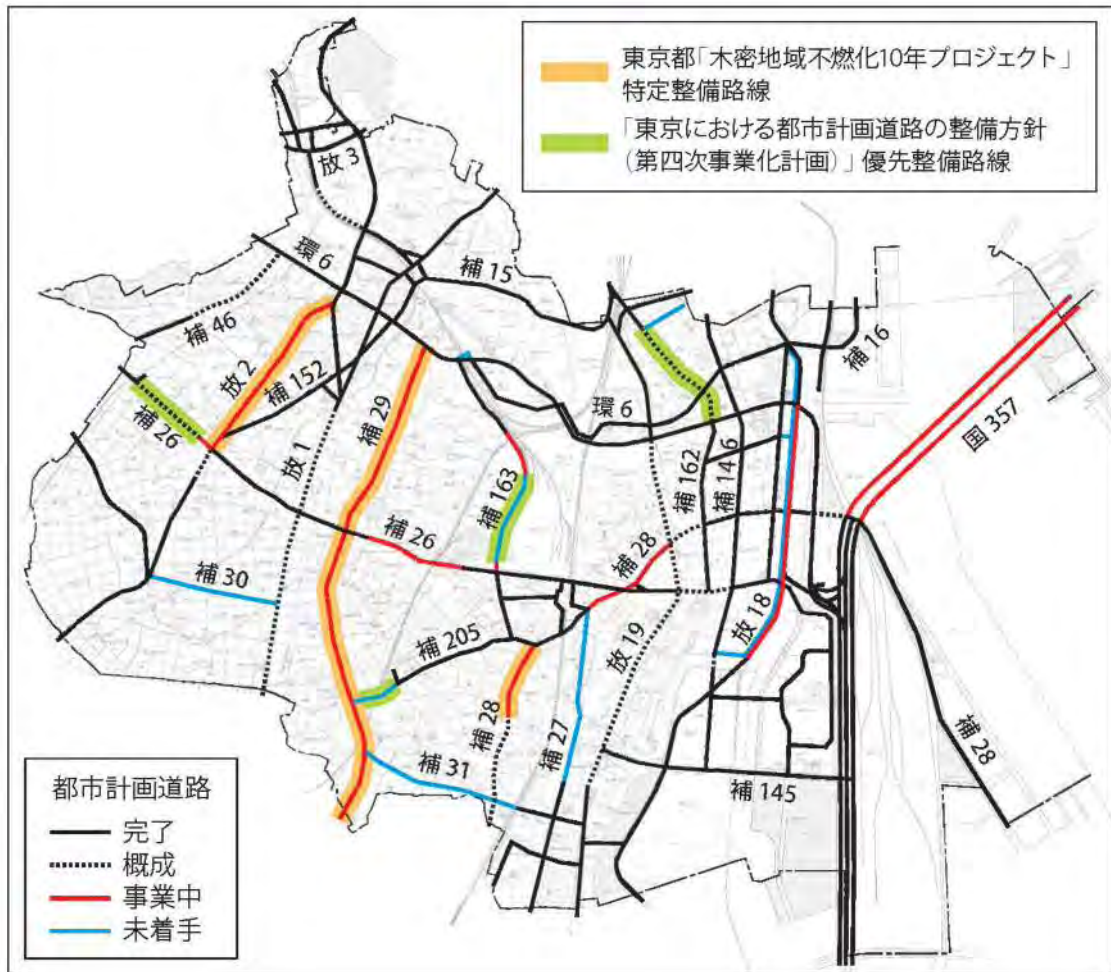 東京都「木密地域不燃化10年プロジェクト」
特定整備路線
「東京における都市計画道路の整備方針
(第四次事業化計画)」優先整備路線
放3
環6
補15
補46
放2
補152
補29
補26
放1
補16
環6
国357
補162
補146
補163
補26
補28
補30
放18
補205
放19
補28
補27
補31
補28
補145
都市計画道路
完了
概成
事業中
未着手